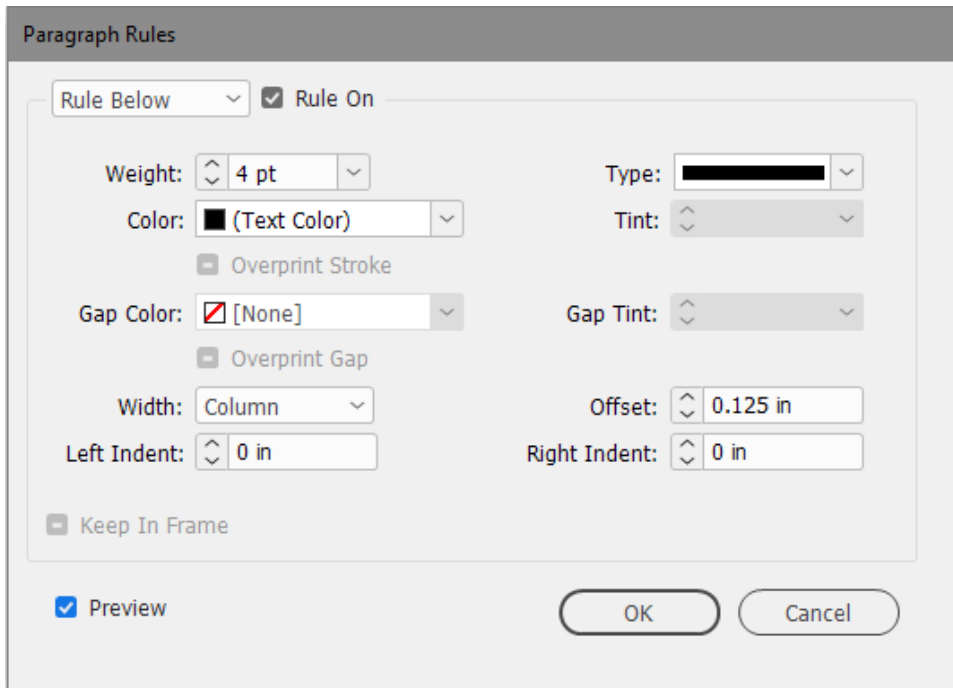 Paragraph Rules
Rule Below Rule On
Weight: 4 pt Type:
Color: (Text Color) Tint:
Overprint Stroke
Gap Color: [None] Gap Tint:
Overprint Gap
Width: Column Offset: 0.125 in
Left Indent: 0 in Right Indent: 0 in
Keep In Frame
Preview OK Cancel